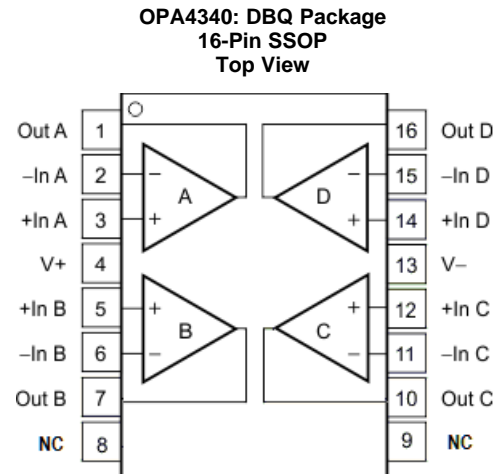 OPA4340: DBQ Package
16-Pin SSOP
Top View
Out A 1 16 Out D
–In A 2 − A D − 15 –In D
+In A 3 + + 14 +In D
V+ 4 13 V–
+In B 5 + B C + 12 +In C
–In B 6 − − 11 –In C
Out B 7 10 Out C
NC 8 9 NC